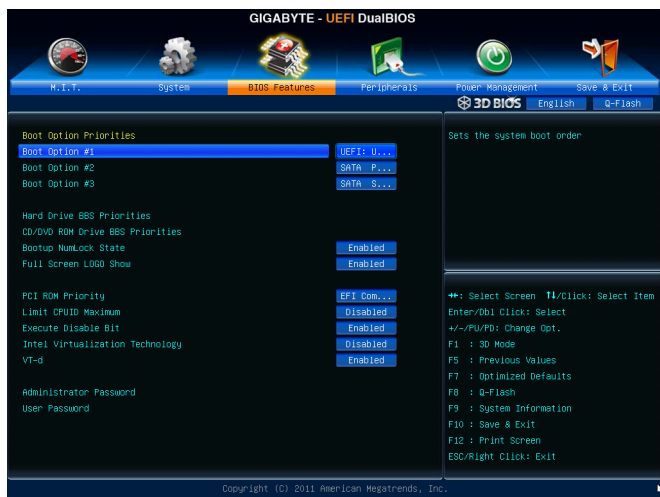 GIGABYTE - UEFI DualBIOS
M.I.T.
System
BIOS Features
Peripherals
Power Management
Save & Exit
3D BIOS
English
Q-Flash
Boot Option Priorities
Boot Option #1 UEFI: U...
Boot Option #2 SATA P...
Boot Option #3 SATA S...
Hard Drive BBS Priorities
CD/DVD ROM Drive BBS Priorities
Bootup NumLock State Enabled
Full Screen LOGO Show Enabled
PCI ROM Priority EFI Com...
Limit CPUID Maximum Disabled
Execute Disable Bit Enabled
Intel Virtualization Technology Disabled
VT-d Enabled
Administrator Password
User Password
Sets the system boot order
→←: Select Screen ↑↓/Click: Select Item
Enter/Dbl Click: Select
+/-/PU/PD: Change Opt.
F1 : 3D Mode
F5 : Previous Values
F7 : Optimized Defaults
F8 : Q-Flash
F9 : System Information
F10 : Save & Exit
F12 : Print Screen
ESC/Right Click: Exit
Copyright (C) 2011 American Megatrends, Inc.